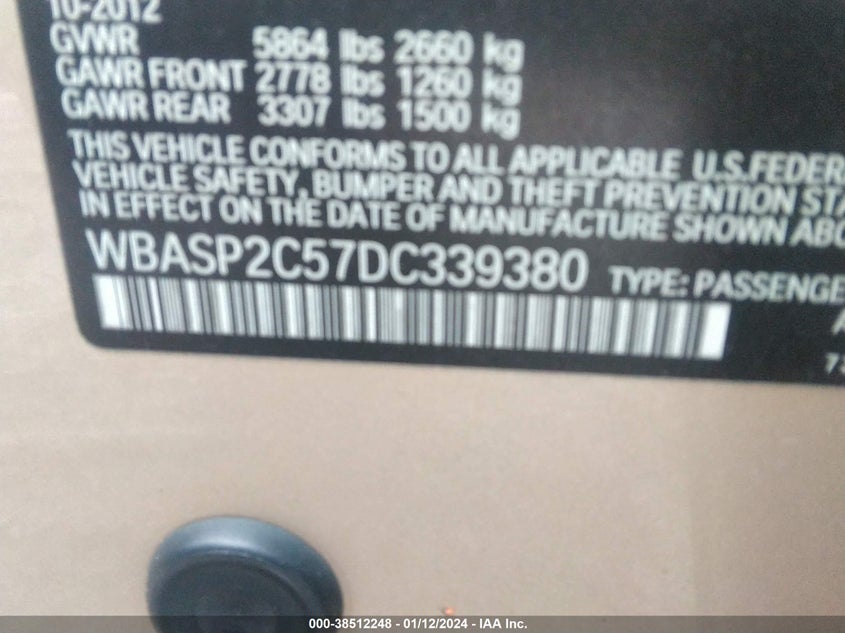 10-2012
GVWR 5864 lbs 2660 kg
GAWR FRONT 2778 lbs 1260 kg
GAWR REAR 3307 lbs 1500 kg
THIS VEHICLE CONFORMS TO ALL APPLICABLE U.S.FEDER
VEHICLE SAFETY, BUMPER AND THEFT PREVENTION STA
IN EFFECT ON THE DATE OF MANUFACTURE SHOWN ABO
WBASP2C57DC339380 TYPE: PASSENGE
000-38512248 - 01/12/2024 - IAA Inc.